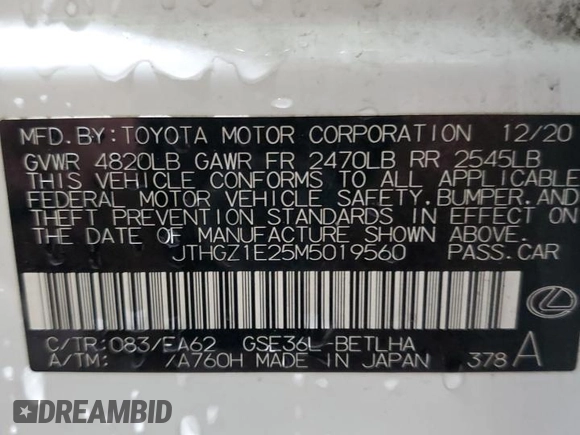 MFD.BY:TOYOTA MOTOR CORPORATION 12/20
GVWR 4820LB GAWR FR 2470LB RR 2545LB
THIS VEHICLE CONFORMS TO ALL APPLICABLE
FEDERAL MOTOR VEHICLE SAFETY,BUMPER,AND
THEFT PREVENTION STANDARDS IN EFFECT ON
THE DATE OF MANUFACTURE SHOWN ABOVE.
JTHGZ1E25M5019560 PASS.CAR
C/TR:083/EA62 GSE36L-BETLHA
A/TM: /A760H MADE IN JAPAN 378 A
DREAMBID